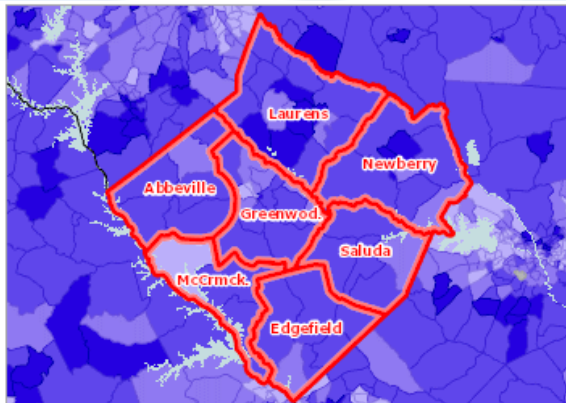 Laurens
Newberry
Abbeville
Greenwod.
Saluda
McCrmck.
Edgefield